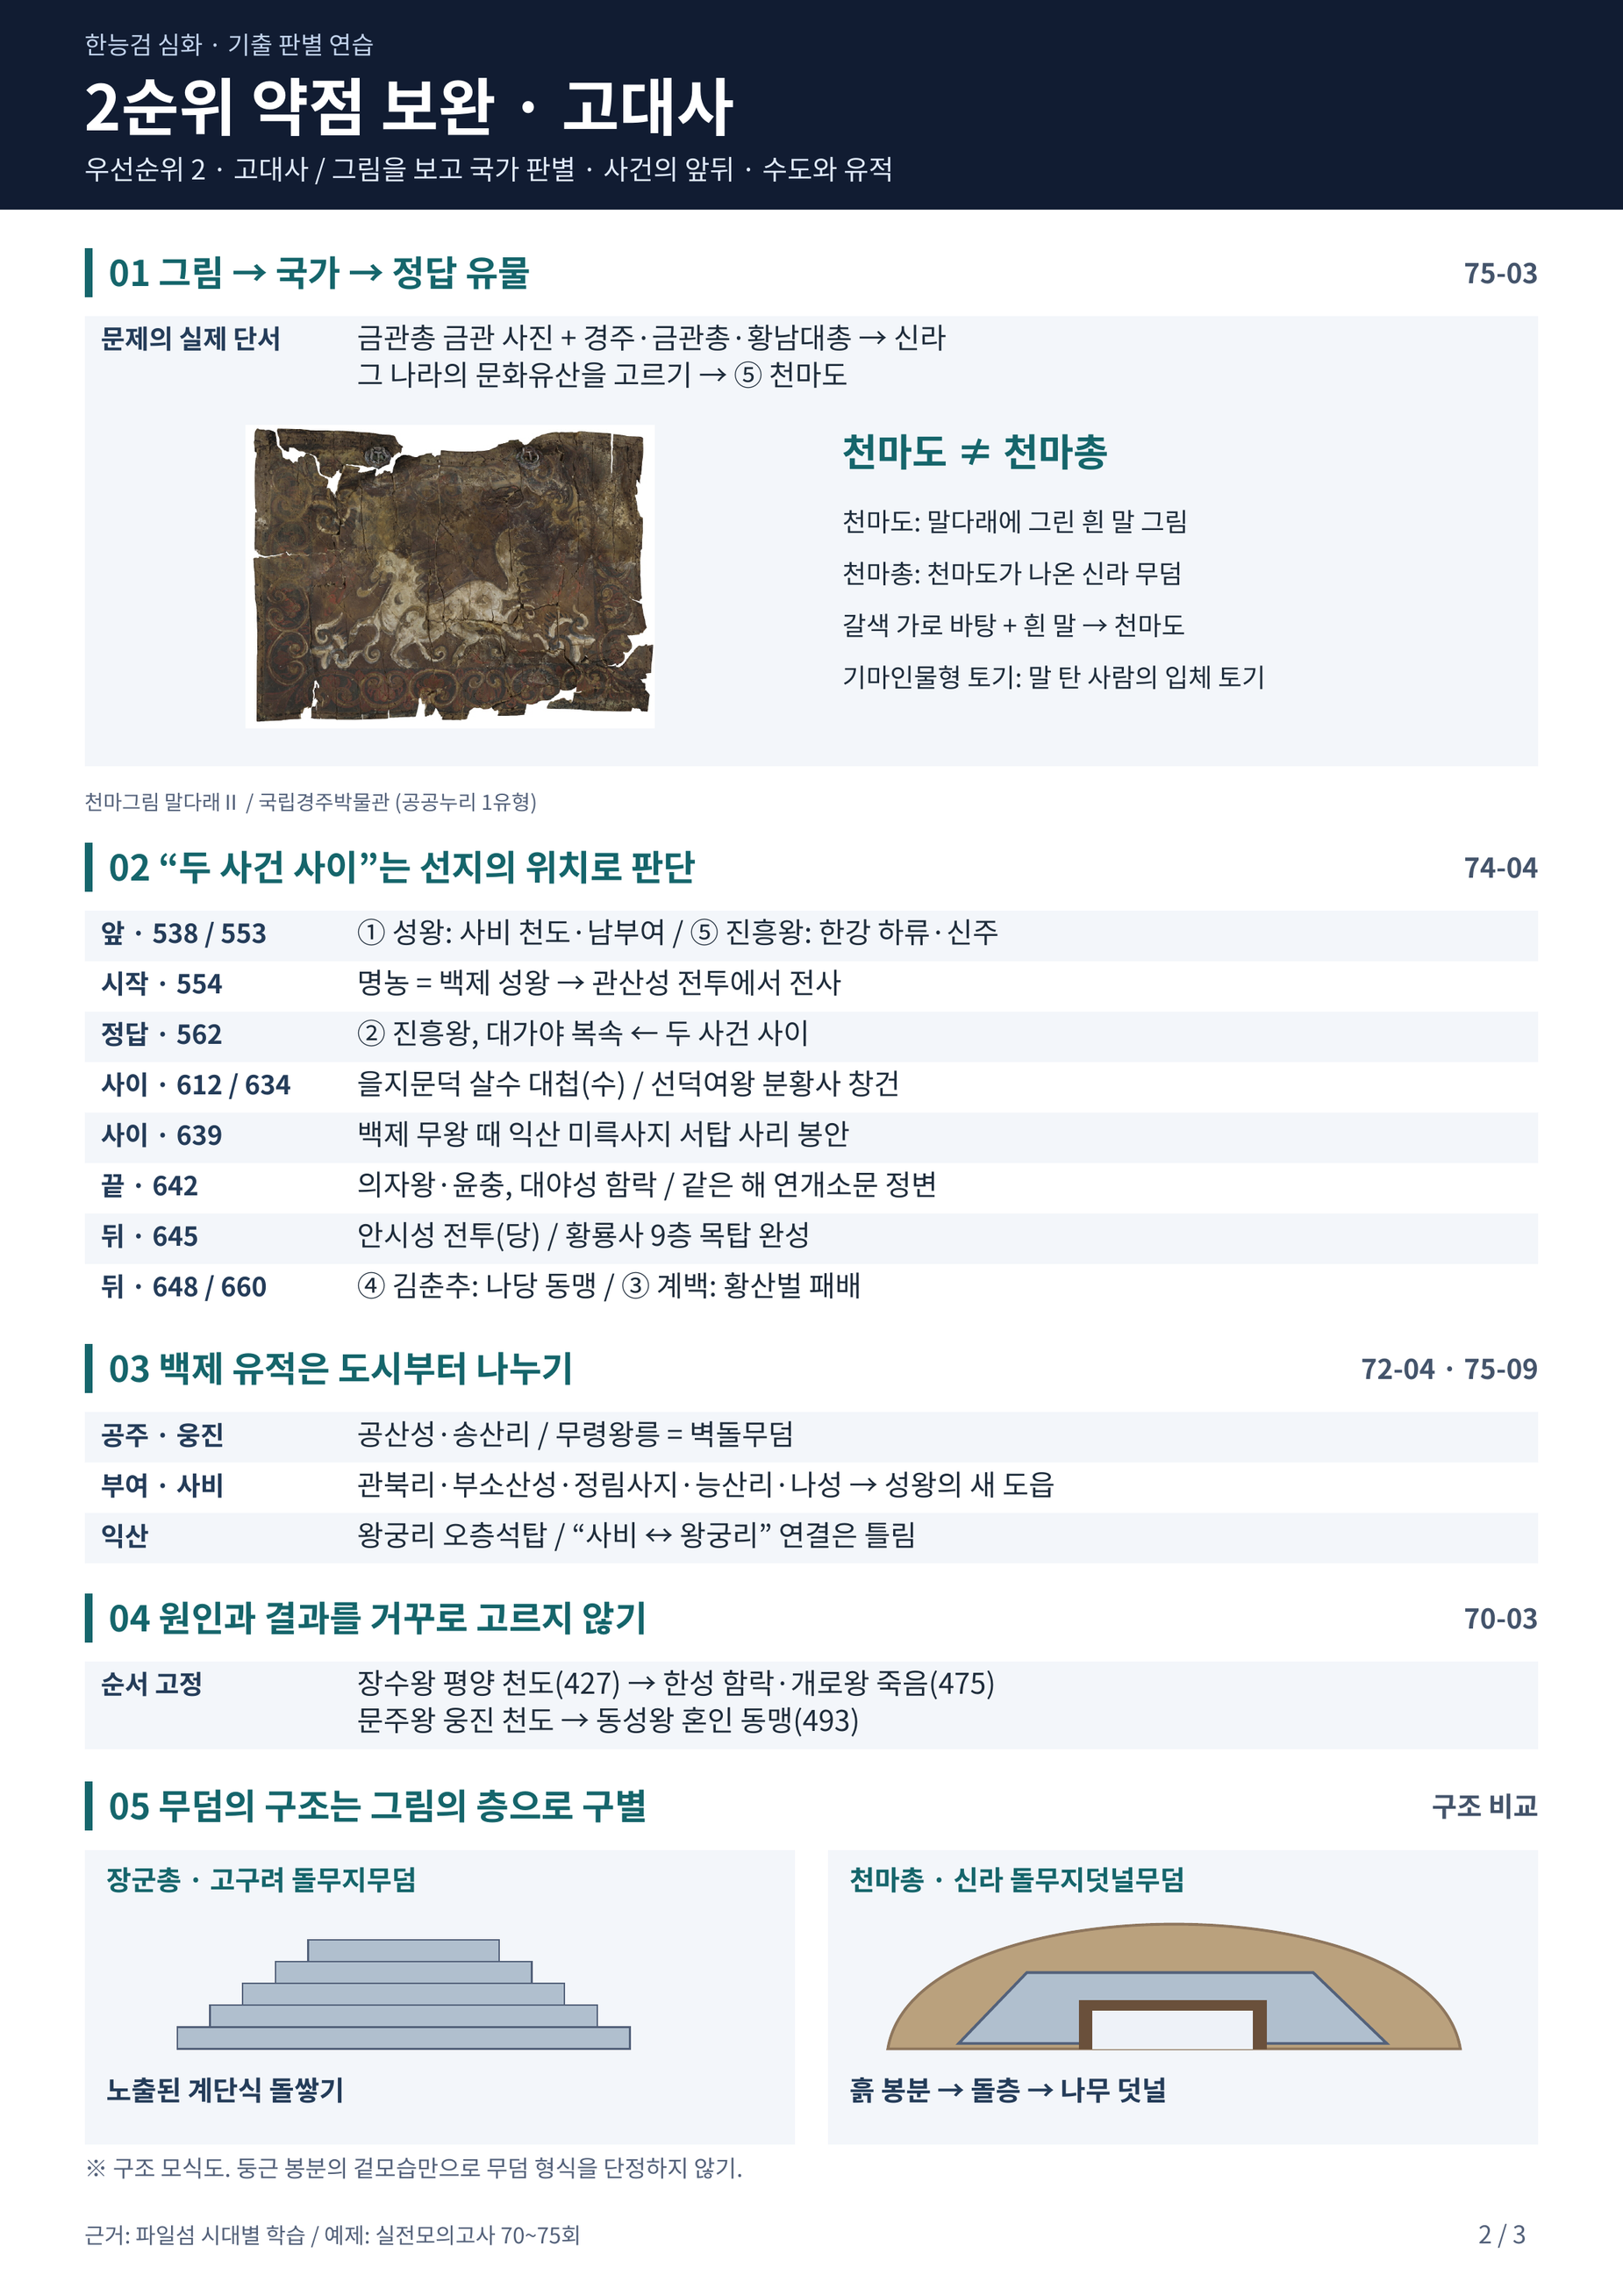 한능검 심화 · 기출 판별 연습
2순위 약점 보완 · 고대사
우선순위 2 · 고대사 / 그림을 보고 국가 판별 · 사건의 앞뒤 · 수도와 유적
01 그림 → 국가 → 정답 유물
75-03
문제의 실제 단서
금관총 금관 사진 + 경주·금관총·황남대총 → 신라
그 나라의 문화유산을 고르기 → ⑤ 천마도
천마도 ≠ 천마총
천마도: 말다래에 그린 흰 말 그림
천마총: 천마도가 나온 신라 무덤
갈색 가로 바탕 + 흰 말 → 천마도
기마인물형 토기: 말 탄 사람의 입체 토기
천마그림 말다래Ⅱ / 국립경주박물관 (공공누리 1유형)
02 “두 사건 사이”는 선지의 위치로 판단
74-04
앞 · 538 / 553
① 성왕: 사비 천도·남부여 / ⑤ 진흥왕: 한강 하류·신주
시작 · 554
명농 = 백제 성왕 → 관산성 전투에서 전사
정답 · 562
② 진흥왕, 대가야 복속 ← 두 사건 사이
사이 · 612 / 634
을지문덕 살수 대첩(수) / 선덕여왕 분황사 창건
사이 · 639
백제 무왕 때 익산 미륵사지 서탑 사리 봉안
끝 · 642
의자왕·윤충, 대야성 함락 / 같은 해 연개소문 정변
뒤 · 645
안시성 전투(당) / 황룡사 9층 목탑 완성
뒤 · 648 / 660
④ 김춘추: 나당 동맹 / ③ 계백: 황산벌 패배
03 백제 유적은 도시부터 나누기
72-04 · 75-09
공주 · 웅진
공산성·송산리 / 무령왕릉 = 벽돌무덤
부여 · 사비
관북리·부소산성·정림사지·능산리·나성 → 성왕의 새 도읍
익산
왕궁리 오층석탑 / “사비 ↔ 왕궁리” 연결은 틀림
04 원인과 결과를 거꾸로 고르지 않기
70-03
순서 고정
장수왕 평양 천도(427) → 한성 함락·개로왕 죽음(475)
문주왕 웅진 천도 → 동성왕 혼인 동맹(493)
05 무덤의 구조는 그림의 층으로 구별
구조 비교
장군총 · 고구려 돌무지무덤
노출된 계단식 돌쌓기
천마총 · 신라 돌무지덧널무덤
흙 봉분 → 돌층 → 나무 덧널
※ 구조 모식도. 둥근 봉분의 겉모습만으로 무덤 형식을 단정하지 않기.
근거: 파일섬 시대별 학습 / 예제: 실전모의고사 70~75회
2 / 3